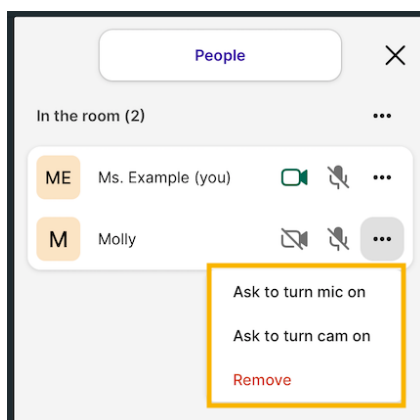 People
In the room (2)
ME Ms. Example (you)
M Molly
Ask to turn mic on
Ask to turn cam on
Remove